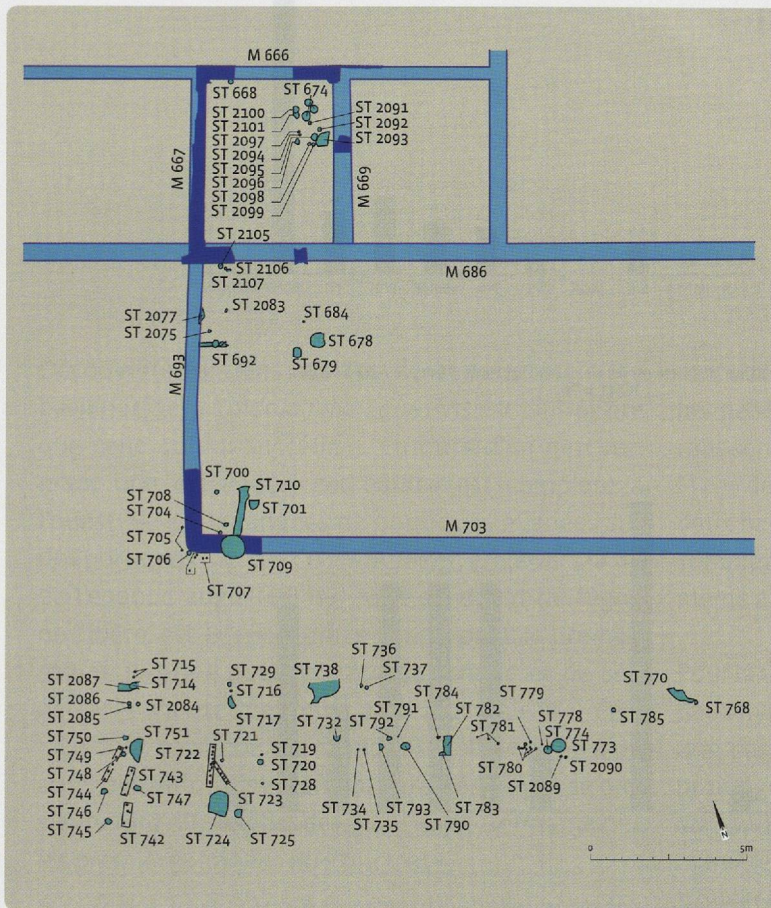 M 666
ST 668
ST 674
ST 2100
ST 2101
ST 2097
ST 2094
ST 2095
ST 2096
ST 2098
ST 2099
ST 2091
ST 2092
ST 2093
M 667
M 669
ST 2105
ST 2106
ST 2107
M 686
ST 2077
ST 2083
ST 2075
ST 692
ST 684
ST 678
ST 679
M 693
ST 700
ST 708
ST 710
ST 704
ST 701
ST 705
ST 706
ST 709
ST 707
M 703
ST 715
ST 2087
ST 714
ST 2086
ST 2084
ST 2085
ST 729
ST 716
ST 717
ST 738
ST 736
ST 737
ST 770
ST 768
ST 785
ST 750
ST 751
ST 749
ST 722
ST 721
ST 748
ST 743
ST 744
ST 747
ST 746
ST 745
ST 742
ST 719
ST 720
ST 728
ST 723
ST 724
ST 725
ST 732
ST 791
ST 792
ST 784
ST 782
ST 779
ST 781
ST 778
ST 774
ST 773
ST 780
ST 2090
ST 2089
ST 734
ST 793
ST 783
ST 735
ST 790
N
0
5m